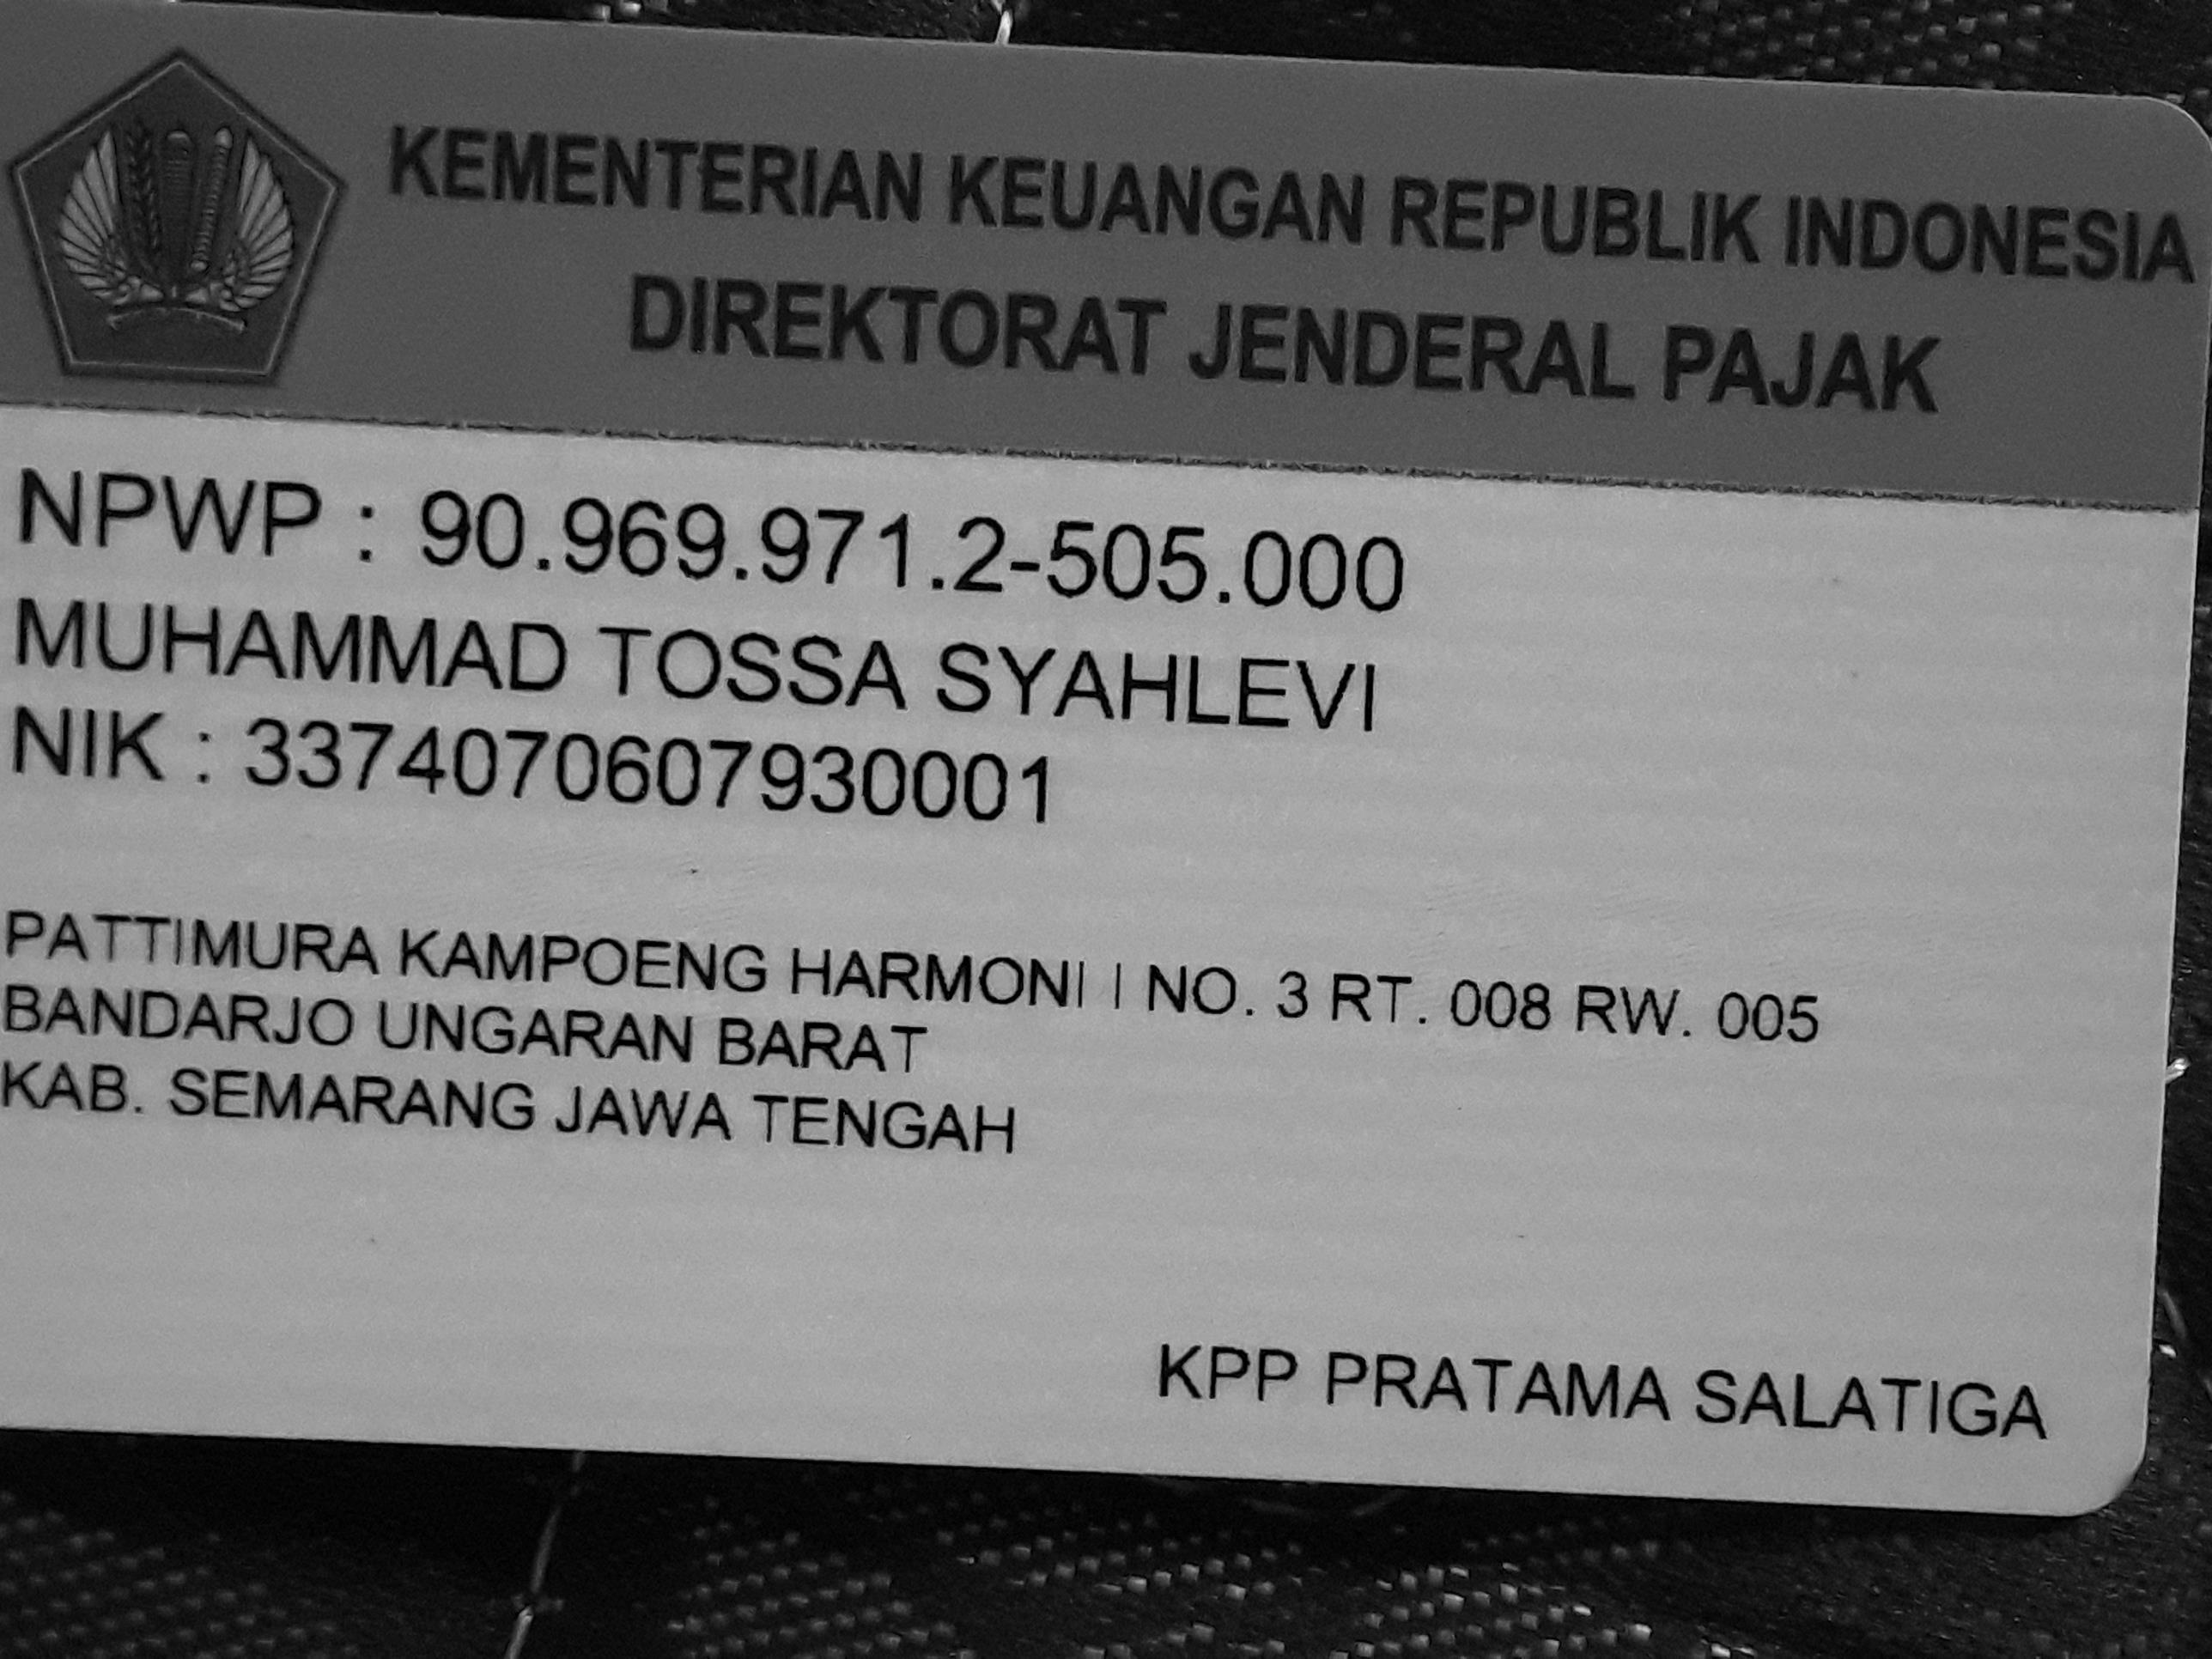 KEMENTERIAN KEUANGAN REPUBLIK INDONESIA
DIREKTORAT JENDERAL PAJAK
NPWP : 90.969.971.2-505.000
MUHAMMAD TOSSA SYAHLEVI
NIK : 3374070607930001
PATTIMURA KAMPOENG HARMONI I NO. 3 RT. 008 RW. 005
BANDARJO UNGARAN BARAT
KAB. SEMARANG JAWA TENGAH
KPP PRATAMA SALATIGA